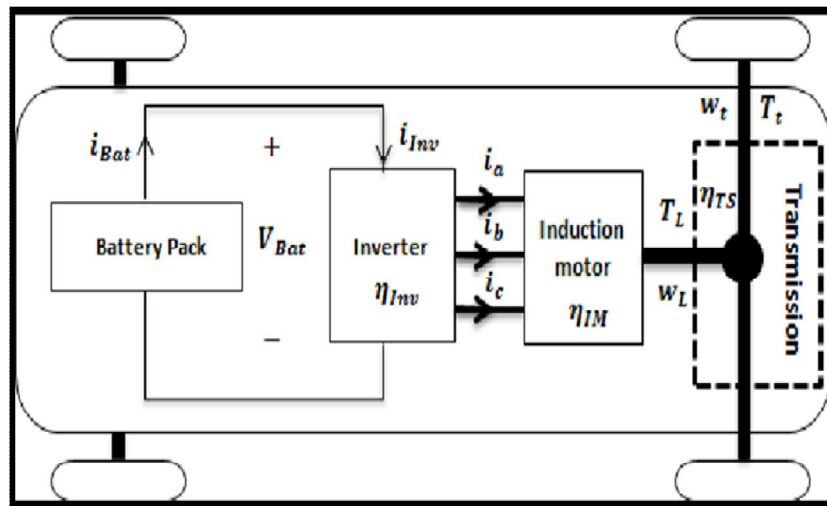 w_t T_t
i_Bat
+
i_Inv
i_a
Battery Pack
V_Bat
Inverter
η_Inv
i_b
i_c
Induction
motor
η_IM
T_L
w_L
η_TS
Transmission
−